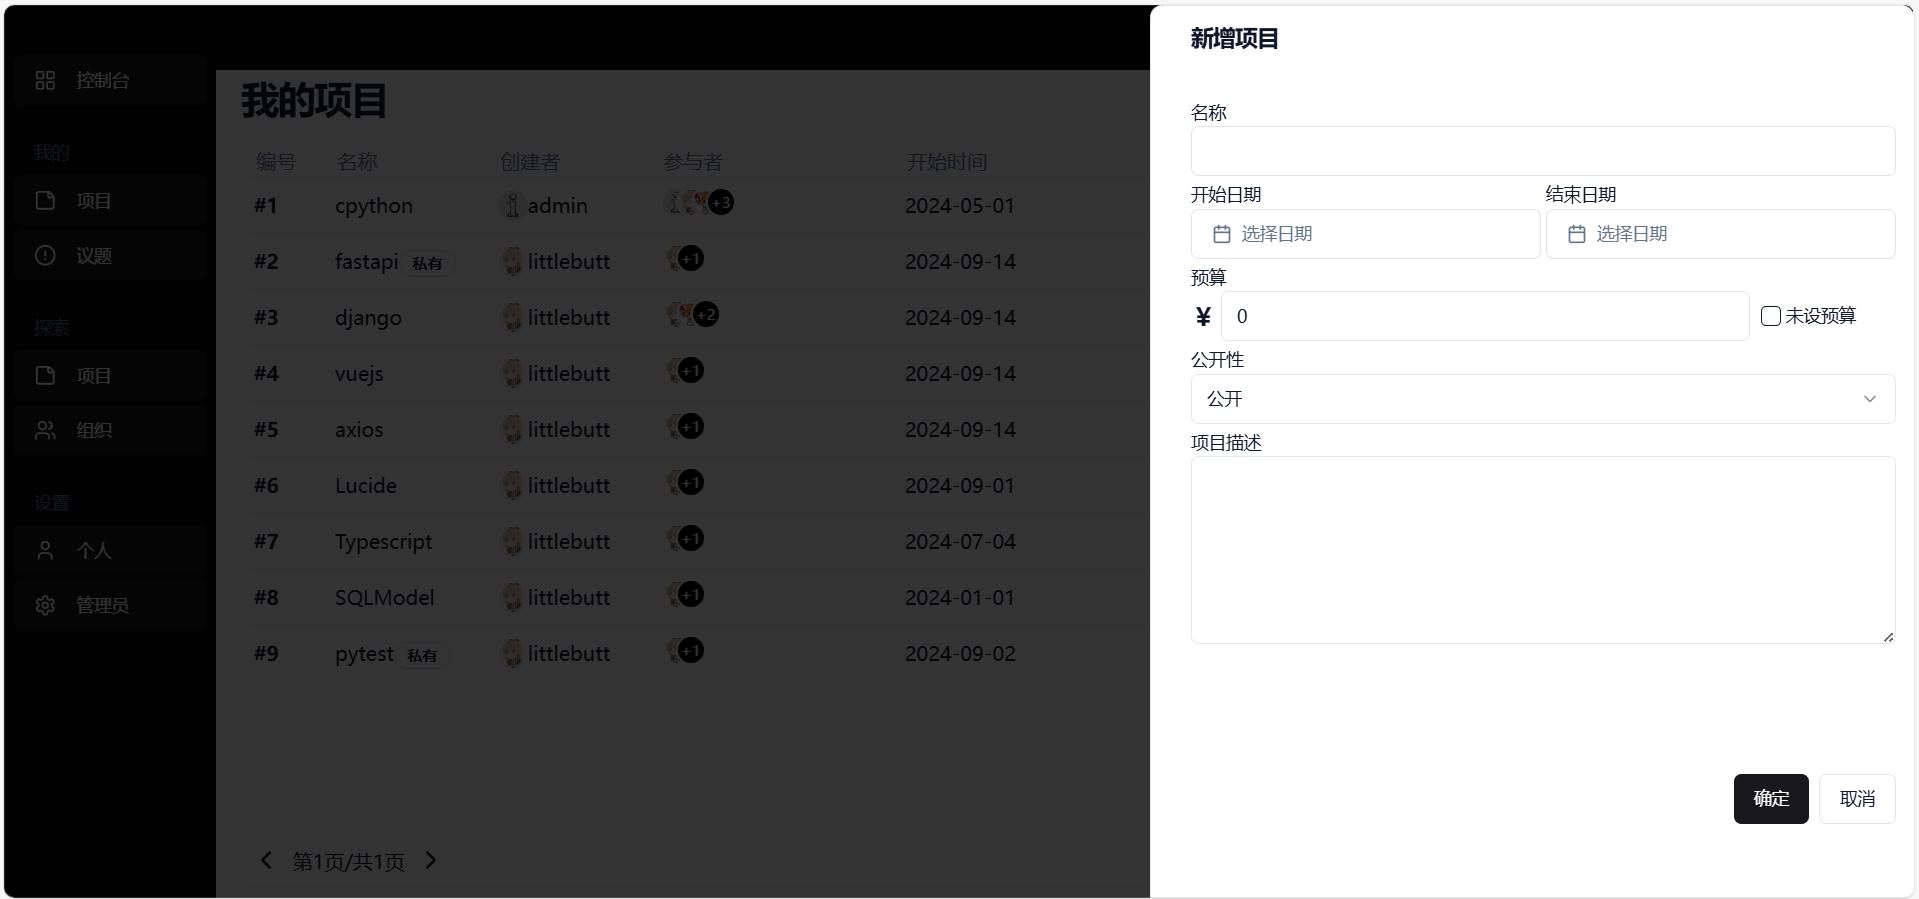 控制台
我的
项目
议题
探索
项目
组织
设置
个人
管理员
我的项目
编号 名称 创建者 参与者 开始时间
#1 cpython admin +3 2024-05-01
#2 fastapi 私有 littlebutt +1 2024-09-14
#3 django littlebutt +2 2024-09-14
#4 vuejs littlebutt +1 2024-09-14
#5 axios littlebutt +1 2024-09-14
#6 Lucide littlebutt +1 2024-09-01
#7 Typescript littlebutt +1 2024-07-04
#8 SQLModel littlebutt +1 2024-01-01
#9 pytest 私有 littlebutt +1 2024-09-02
第1页/共1页
新增项目
名称
开始日期 结束日期
选择日期 选择日期
预算
¥ 0 未设预算
公开性
公开
项目描述
确定 取消